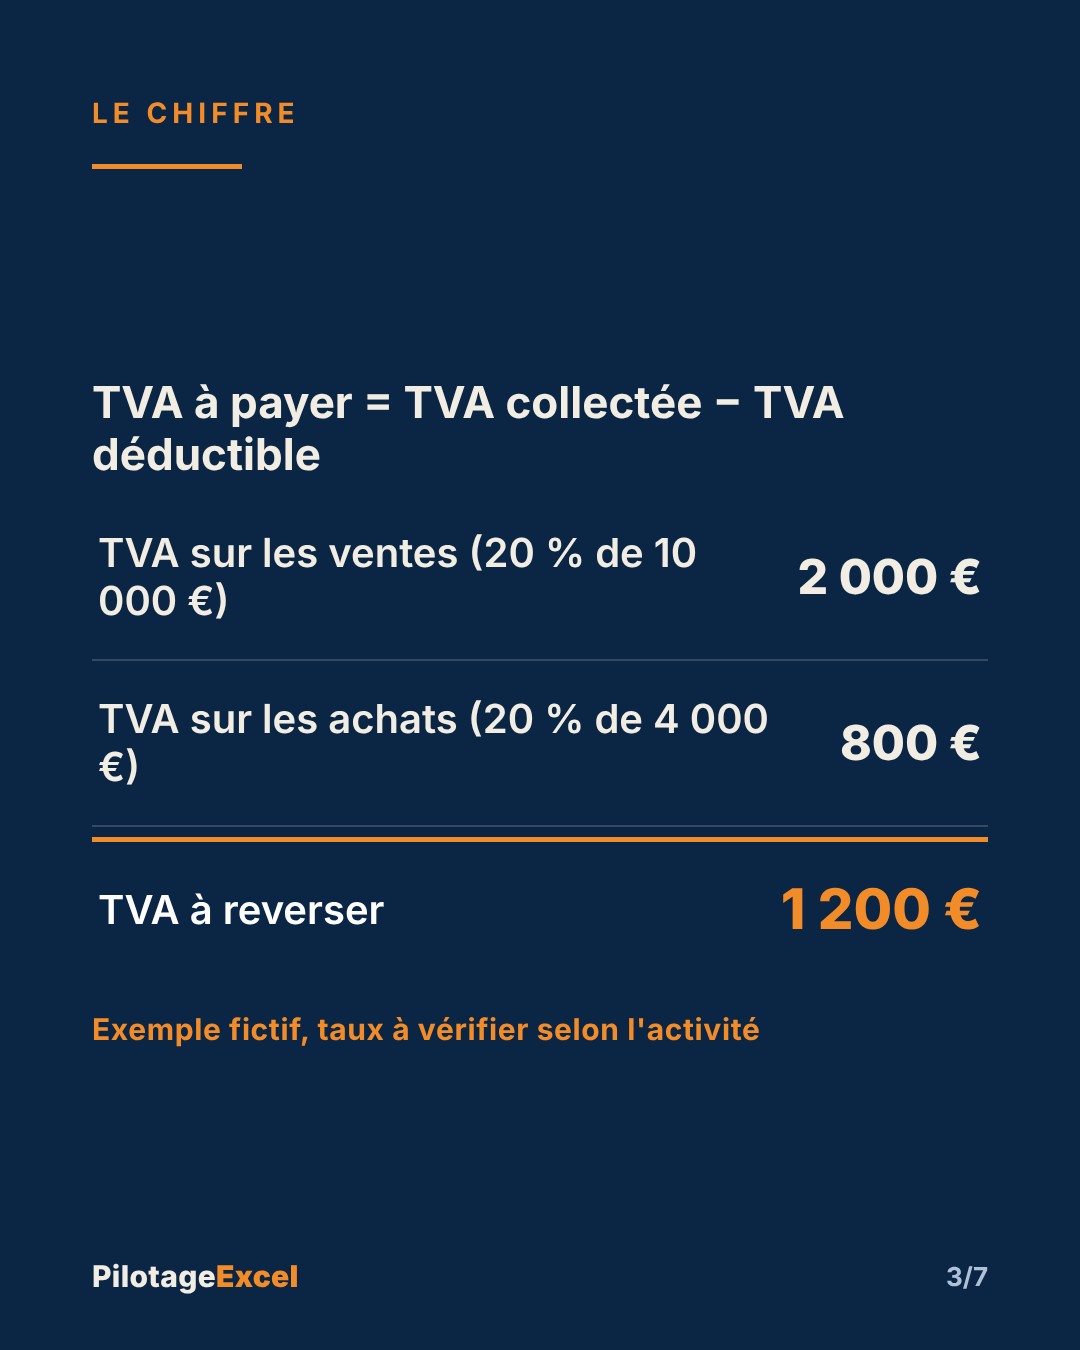 LE CHIFFRE
TVA à payer = TVA collectée − TVA
déductible
TVA sur les ventes (20 % de 10
000 €)
2 000 €
TVA sur les achats (20 % de 4 000
€)
800 €
TVA à reverser
1 200 €
Exemple fictif, taux à vérifier selon l'activité
PilotageExcel
3/7